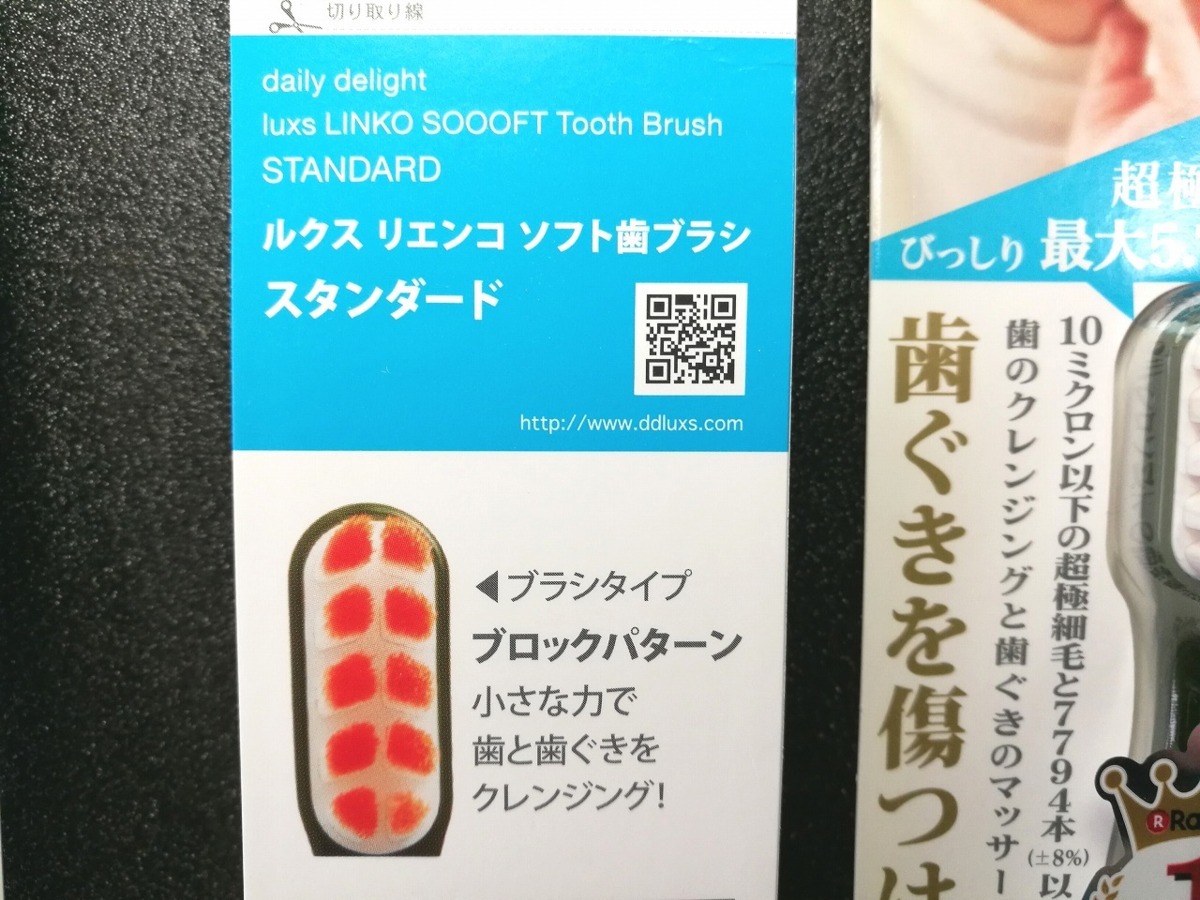 切り取り線
daily delight
luxs LINKO SOOOFT Tooth Brush
STANDARD
ルクス リエンコ ソフト歯ブラシ
スタンダード
http://www.ddluxs.com
◀ブラシタイプ
ブロックパターン
小さな力で
歯と歯ぐきを
クレンジング!
超極
びっしり 最大5.
10ミクロン以下の超極細毛と7794本(±8%)以
歯のクレンジングと歯ぐきのマッサー
歯ぐきを傷つけ
R Ra
1